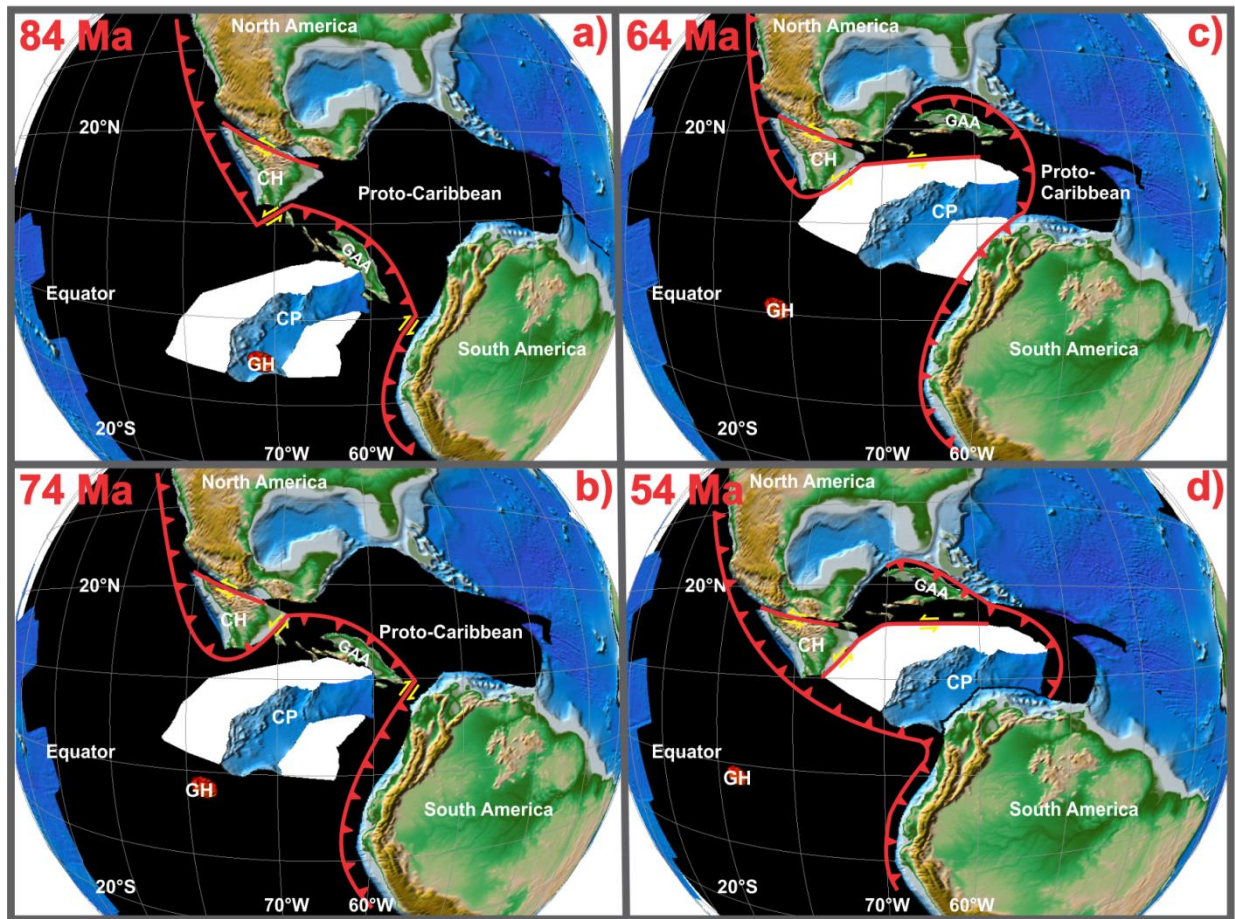 84 Ma
North America
a)
20°N
CH
Proto-Caribbean
GAA
Equator
CP
GH
South America
20°S
70°W
60°W
64 Ma
North America
c)
20°N
GAA
CH
Proto-
Caribbean
CP
Equator
GH
South America
20°S
70°W
60°W
74 Ma
North America
b)
20°N
CH
Proto-Caribbean
GAA
CP
Equator
GH
South America
20°S
70°W
60°W
54 Ma
North America
d)
20°N
GAA
CH
CP
Equator
GH
South America
20°S
70°W
60°W